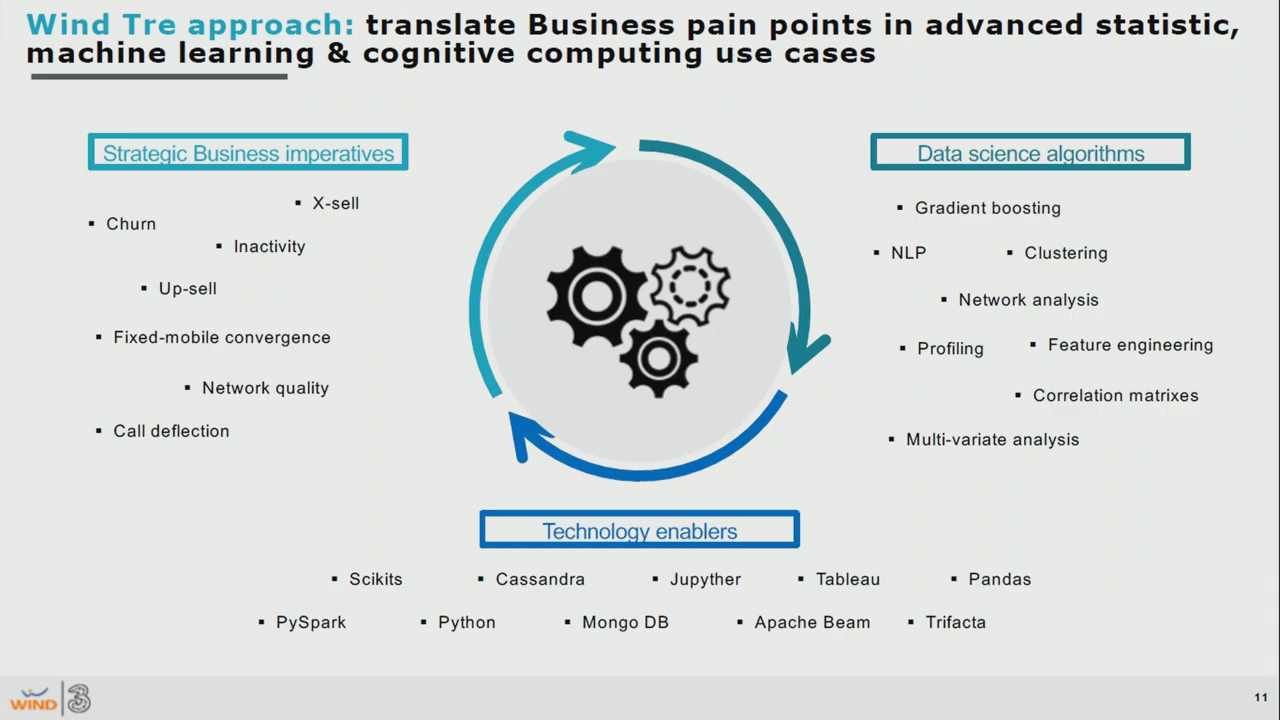 Wind Tre approach: translate Business pain points in advanced statistic,
machine learning & cognitive computing use cases
Strategic Business imperatives
▪ X-sell
▪ Churn
▪ Inactivity
▪ Up-sell
▪ Fixed-mobile convergence
▪ Network quality
▪ Call deflection
Data science algorithms
▪ Gradient boosting
▪ NLP ▪ Clustering
▪ Network analysis
▪ Profiling ▪ Feature engineering
▪ Correlation matrixes
▪ Multi-variate analysis
Technology enablers
▪ Scikits ▪ Cassandra ▪ Jupyther ▪ Tableau ▪ Pandas
▪ PySpark ▪ Python ▪ Mongo DB ▪ Apache Beam ▪ Trifacta
WIND 3
11